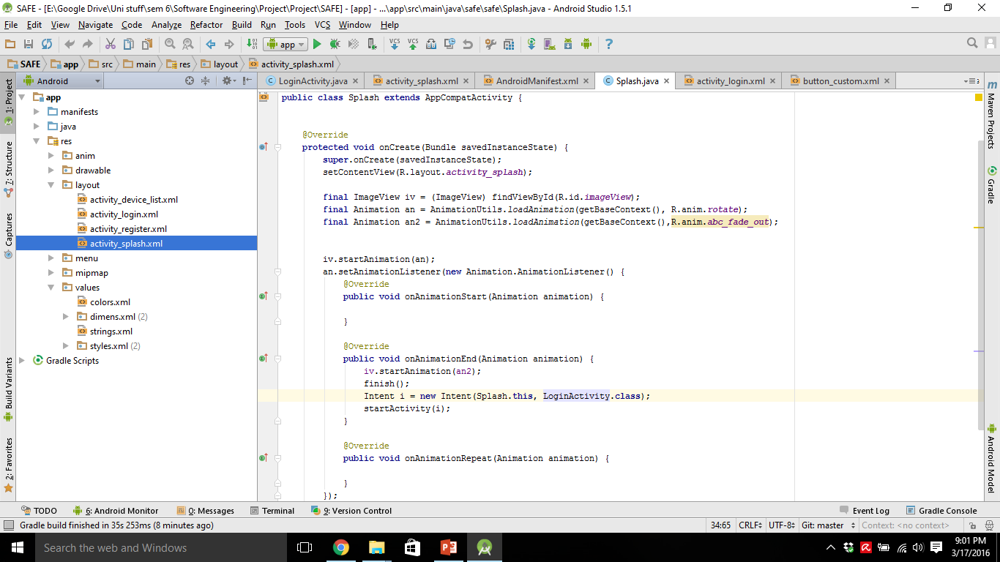 SAFE - [E:\Google Drive\Uni stuff\sem 6\Software Engineering\Project\Project\SAFE] - [app] - ...\app\src\main\java\safe\safe\Splash.java - Android Studio 1.5.1
File Edit View Navigate Code Analyze Refactor Build Run Tools VCS Window Help
app
SAFE app src main res layout activity_splash.xml
Android
LoginActivity.java activity_splash.xml AndroidManifest.xml Splash.java activity_login.xml button_custom.xml
1: Project
7: Structure
Captures
Build Variants
2: Favorites
app
manifests
java
res
anim
drawable
layout
activity_device_list.xml
activity_login.xml
activity_register.xml
activity_splash.xml
menu
mipmap
values
colors.xml
dimens.xml (2)
strings.xml
styles.xml (2)
Gradle Scripts
public class Splash extends AppCompatActivity {
@Override
protected void onCreate(Bundle savedInstanceState) {
super.onCreate(savedInstanceState);
setContentView(R.layout.activity_splash);
final ImageView iv = (ImageView) findViewById(R.id.imageView);
final Animation an = AnimationUtils.loadAnimation(getBaseContext(), R.anim.rotate);
final Animation an2 = AnimationUtils.loadAnimation(getBaseContext(),R.anim.abc_fade_out);
iv.startAnimation(an);
an.setAnimationListener(new Animation.AnimationListener() {
@Override
public void onAnimationStart(Animation animation) {
}
@Override
public void onAnimationEnd(Animation animation) {
iv.startAnimation(an2);
finish();
Intent i = new Intent(Splash.this, LoginActivity.class);
startActivity(i);
}
@Override
public void onAnimationRepeat(Animation animation) {
}
});
Maven Projects
Gradle
Android Model
TODO 6: Android Monitor 0: Messages Terminal 9: Version Control Event Log Gradle Console
Gradle build finished in 35s 253ms (8 minutes ago) 34:65 CRLF UTF-8 Git: master Context: <no context>
Search the web and Windows
9:01 PM
3/17/2016